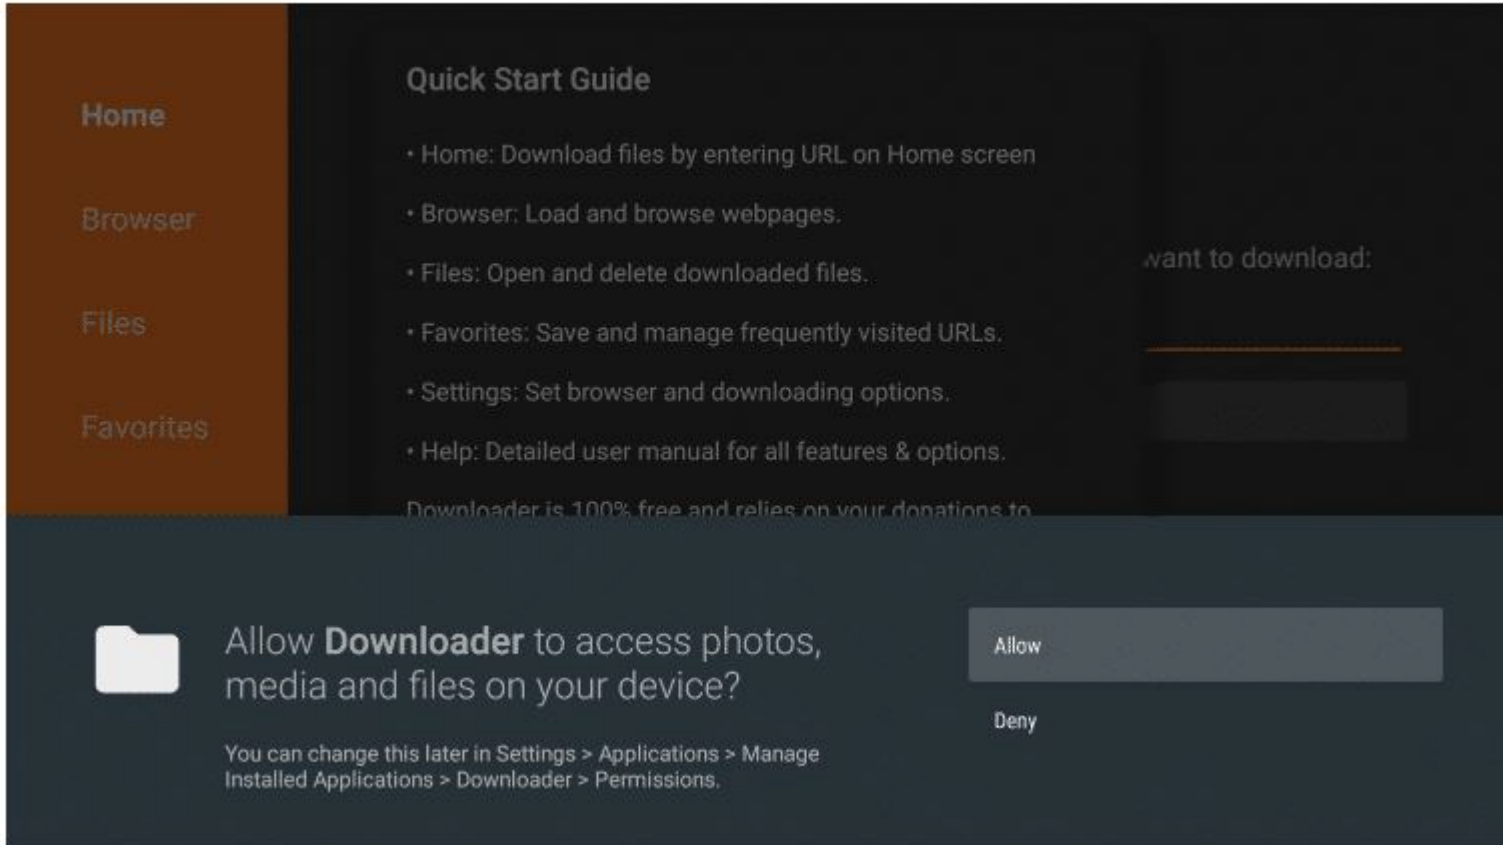 Home
Browser
Files
Favorites
Quick Start Guide
• Home: Download files by entering URL on Home screen
• Browser: Load and browse webpages.
• Files: Open and delete downloaded files.
• Favorites: Save and manage frequently visited URLs.
• Settings: Set browser and downloading options.
• Help: Detailed user manual for all features & options.
Downloader is 100% free and relies on your donations to
want to download:
Allow Downloader to access photos,
media and files on your device?
You can change this later in Settings > Applications > Manage
Installed Applications > Downloader > Permissions.
Allow
Deny